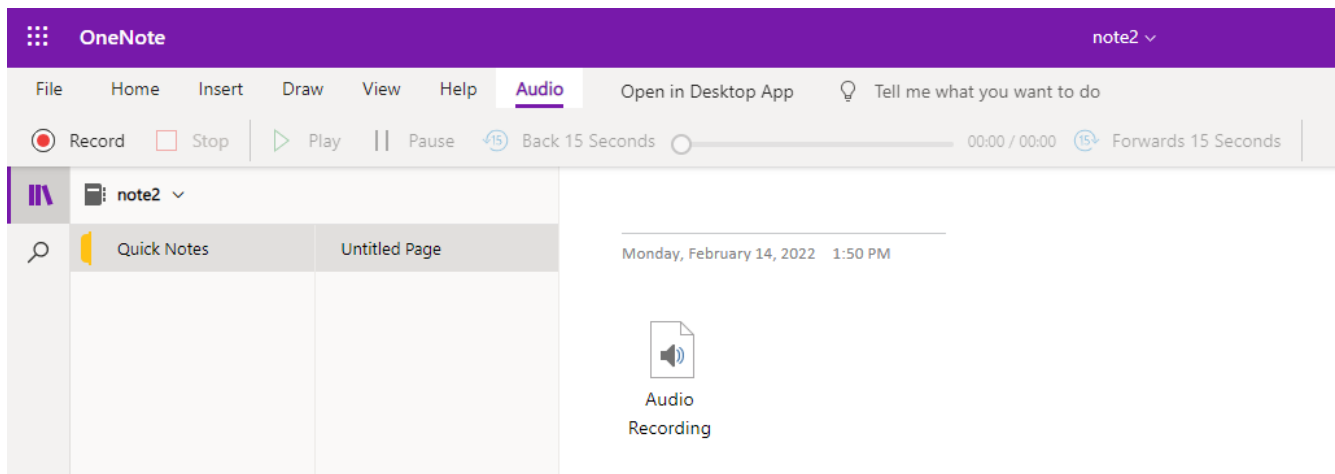 OneNote note2
File Home Insert Draw View Help Audio Open in Desktop App Tell me what you want to do
Record Stop Play Pause 15 Back 15 Seconds 00:00 / 00:00 15 Forwards 15 Seconds
note2
Quick Notes Untitled Page
Monday, February 14, 2022 1:50 PM
Audio
Recording